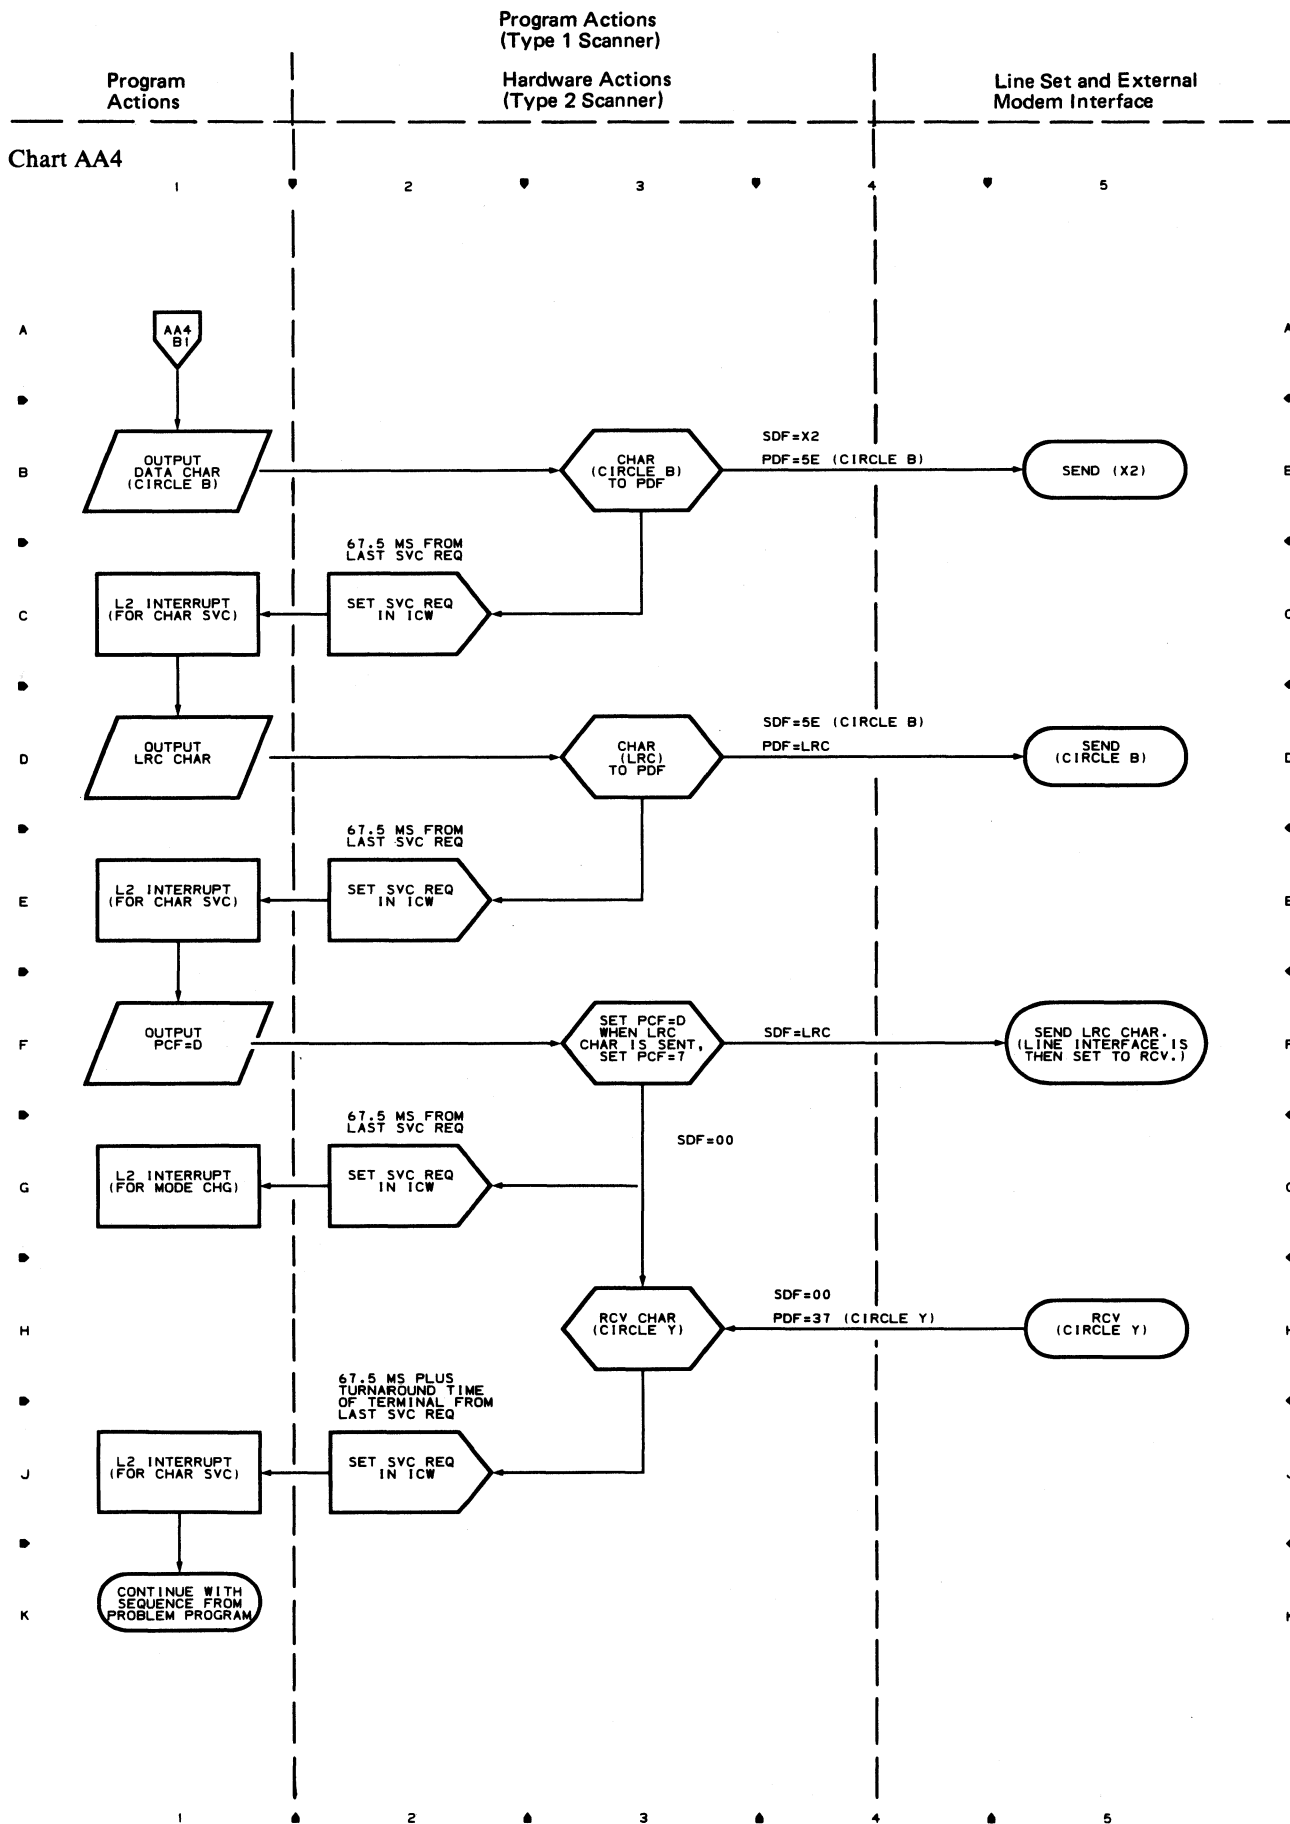 Program Actions
(Type 1 Scanner)
Program
Actions
Hardware Actions
(Type 2 Scanner)
Line Set and External
Modem Interface
Chart AA4
1 2 3 4 5
A
AA4
B1
A
B
OUTPUT
DATA CHAR
(CIRCLE B)
CHAR
(CIRCLE B)
TO PDF
SDF=X2
PDF=5E (CIRCLE B)
SEND (X2)
67.5 MS FROM
LAST SVC REQ
C
L2 INTERRUPT
(FOR CHAR SVC)
SET SVC REQ
IN ICW
D
OUTPUT
LRC CHAR
CHAR
(LRC)
TO PDF
SDF=5E (CIRCLE B)
PDF=LRC
SEND
(CIRCLE B)
67.5 MS FROM
LAST SVC REQ
E
L2 INTERRUPT
(FOR CHAR SVC)
SET SVC REQ
IN ICW
F
OUTPUT
PCF=D
SET PCF=D
WHEN LRC
CHAR IS SENT,
SET PCF=7
SDF=LRC
SEND LRC CHAR.
(LINE INTERFACE IS
THEN SET TO RCV.)
67.5 MS FROM
LAST SVC REQ
SDF=00
G
L2 INTERRUPT
(FOR MODE CHG)
SET SVC REQ
IN ICW
H
RCV CHAR
(CIRCLE Y)
SDF=00
PDF=37 (CIRCLE Y)
RCV
(CIRCLE Y)
67.5 MS PLUS
TURNAROUND TIME
OF TERMINAL FROM
LAST SVC REQ
J
L2 INTERRUPT
(FOR CHAR SVC)
SET SVC REQ
IN ICW
K
CONTINUE WITH
SEQUENCE FROM
PROBLEM PROGRAM
1 2 3 4 5